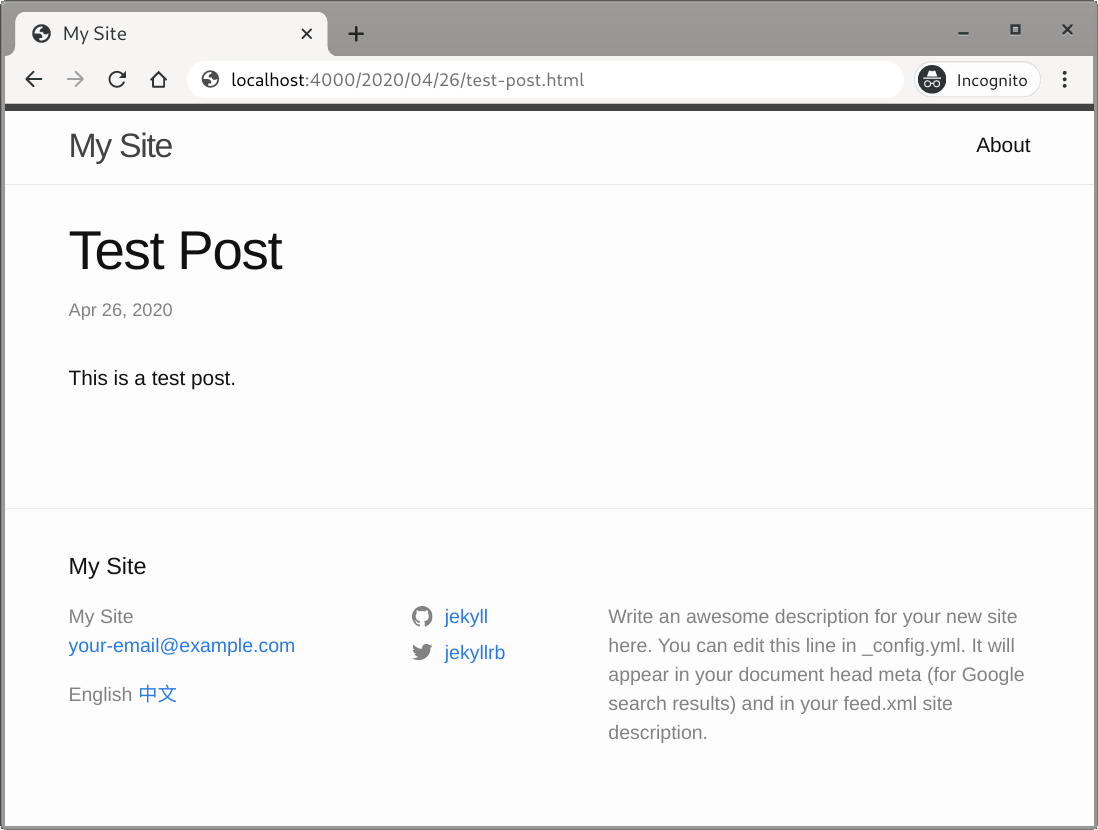 My Site
localhost:4000/2020/04/26/test-post.html
Incognito
My Site
About
Test Post
Apr 26, 2020
This is a test post.
My Site
My Site
your-email@example.com
English 中文
jekyll
jekyllrb
Write an awesome description for your new site
here. You can edit this line in _config.yml. It will
appear in your document head meta (for Google
search results) and in your feed.xml site
description.